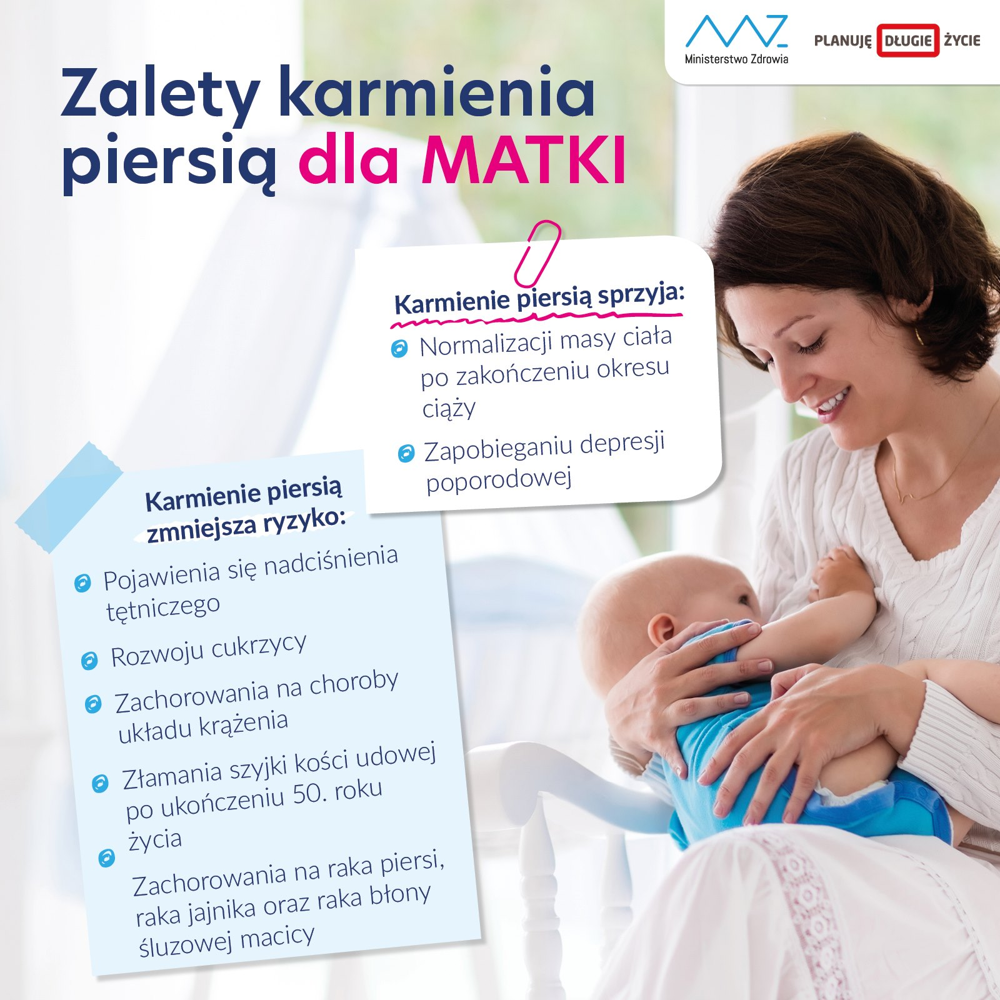 Ministerstwo Zdrowia
PLANUJĘ DŁUGIE ŻYCIE
Zalety karmienia
piersią dla MATKI
Karmienie piersią sprzyja:
Normalizacji masy ciała
po zakończeniu okresu
ciąży
Zapobieganiu depresji
poporodowej
Karmienie piersią
zmniejsza ryzyko:
Pojawienia się nadciśnienia
tętniczego
Rozwoju cukrzycy
Zachorowania na choroby
układu krążenia
Złamania szyjki kości udowej
po ukończeniu 50. roku
życia
Zachorowania na raka piersi,
raka jajnika oraz raka błony
śluzowej macicy